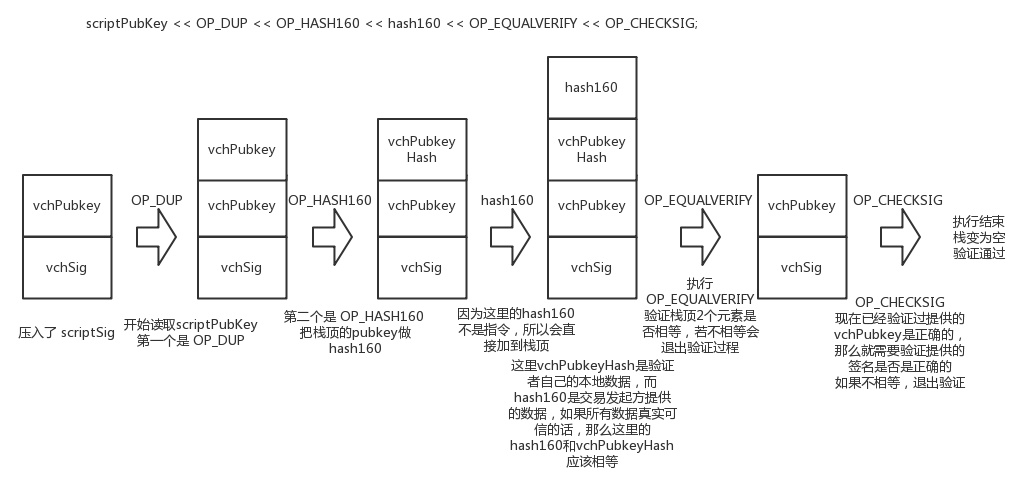 scriptPubKey << OP_DUP << OP_HASH160 << hash160 << OP_EQUALVERIFY << OP_CHECKSIG;
vchPubkey
vchSig
压入了 scriptSig
OP_DUP
开始读取scriptPubKey
第一个是 OP_DUP
vchPubkey
vchPubkey
vchSig
OP_HASH160
第二个是 OP_HASH160
把栈顶的pubkey做
hash160
vchPubkey
Hash
vchPubkey
vchSig
hash160
因为这里的hash160
不是指令，所以会直
接加到栈顶
hash160
vchPubkey
Hash
vchPubkey
vchSig
这里vchPubkeyHash是验证
者自己的本地数据，而
hash160是交易发起方提供
的数据，如果所有数据真实可
信的话，那么这里的
hash160和vchPubkeyHash
应该相等
OP_EQUALVERIFY
执行
OP_EQUALVERIFY
验证栈顶2个元素是
否相等，若不相等会
退出验证过程
vchPubkey
vchSig
OP_CHECKSIG
OP_CHECKSIG
现在已经验证过提供的
vchPubkey是正确的，
那么就需要验证提供的
签名是否是正确的
如果不相等，退出验证
执行结束
栈变为空
验证通过